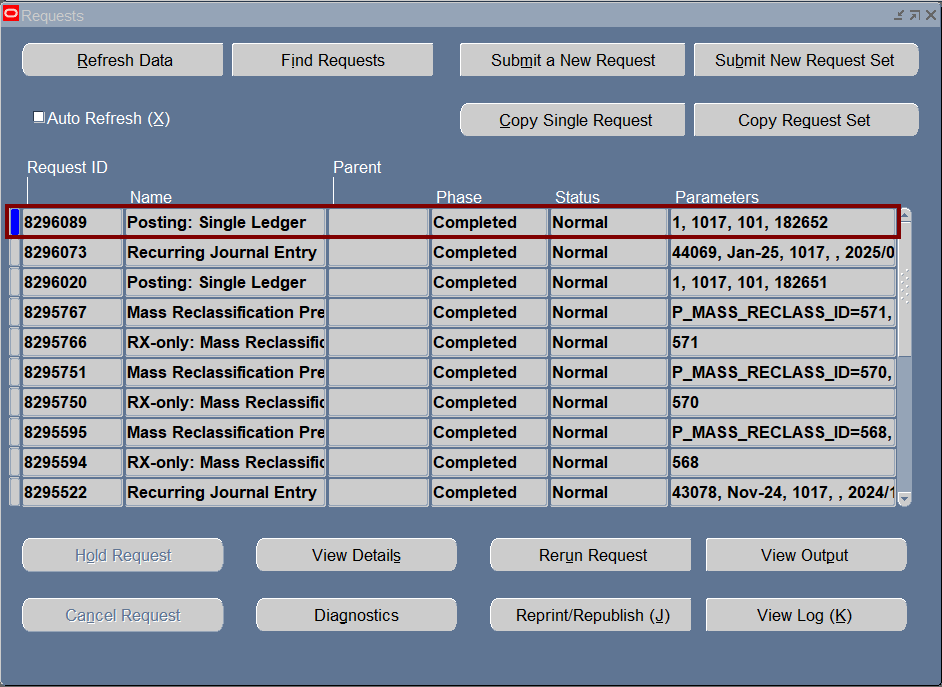 Requests
Refresh Data Find Requests Submit a New Request Submit New Request Set
Auto Refresh (X) Copy Single Request Copy Request Set
Request ID Parent
Name Phase Status Parameters
8296089 Posting: Single Ledger Completed Normal 1, 1017, 101, 182652
8296073 Recurring Journal Entry Completed Normal 44069, Jan-25, 1017, , 2025/0
8296020 Posting: Single Ledger Completed Normal 1, 1017, 101, 182651
8295767 Mass Reclassification Pre Completed Normal P_MASS_RECLASS_ID=571,
8295766 RX-only: Mass Reclassific Completed Normal 571
8295751 Mass Reclassification Pre Completed Normal P_MASS_RECLASS_ID=570,
8295750 RX-only: Mass Reclassific Completed Normal 570
8295595 Mass Reclassification Pre Completed Normal P_MASS_RECLASS_ID=568,
8295594 RX-only: Mass Reclassific Completed Normal 568
8295522 Recurring Journal Entry Completed Normal 43078, Nov-24, 1017, , 2024/1
Hold Request View Details Rerun Request View Output
Cancel Request Diagnostics Reprint/Republish (J) View Log (K)